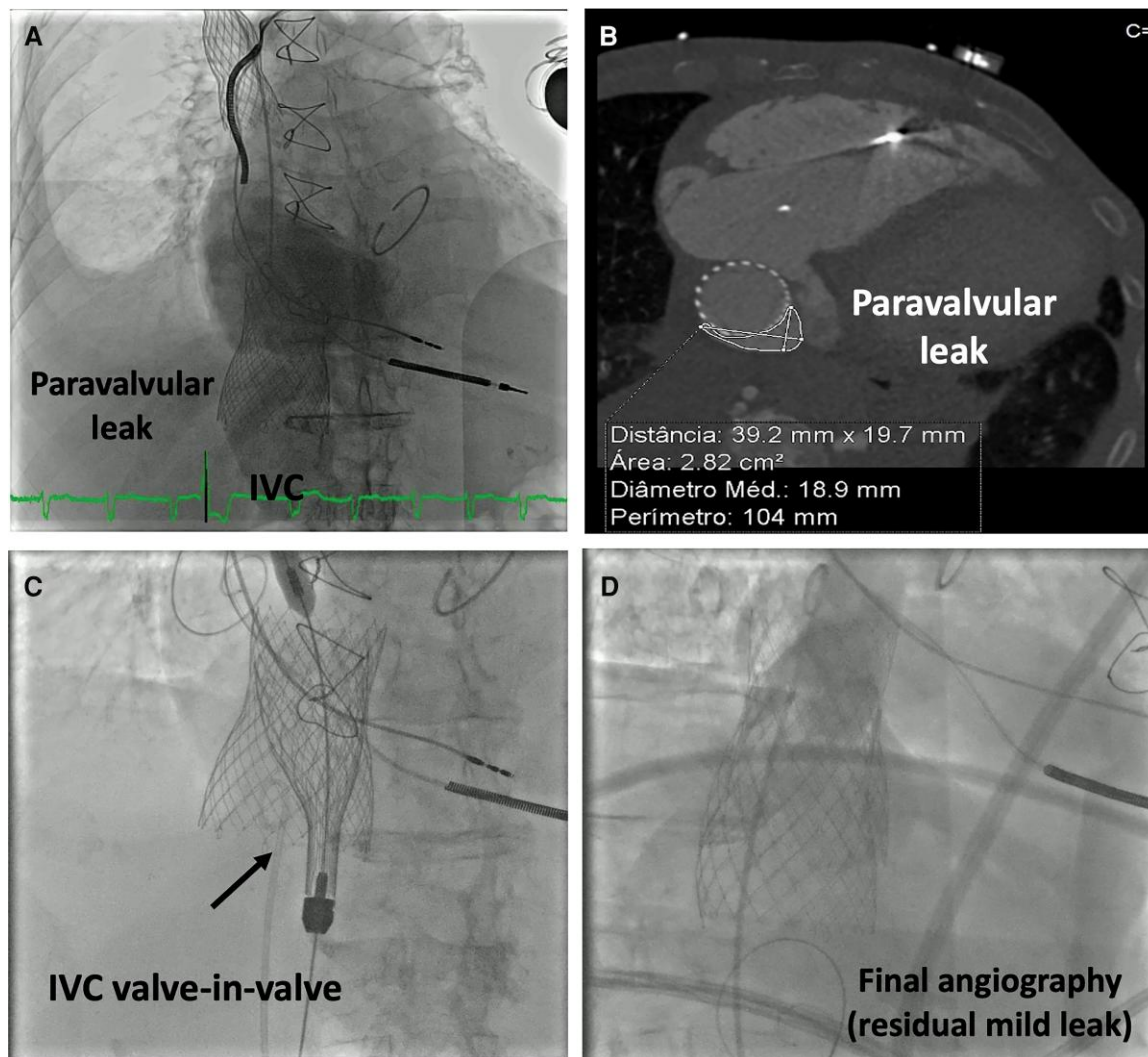 A
Paravalvular
leak
IVC
B
C=
Paravalvular
leak
Distância: 39.2 mm x 19.7 mm
Área: 2.82 cm²
Diâmetro Méd.: 18.9 mm
Perímetro: 104 mm
C
IVC valve-in-valve
D
Final angiography
(residual mild leak)